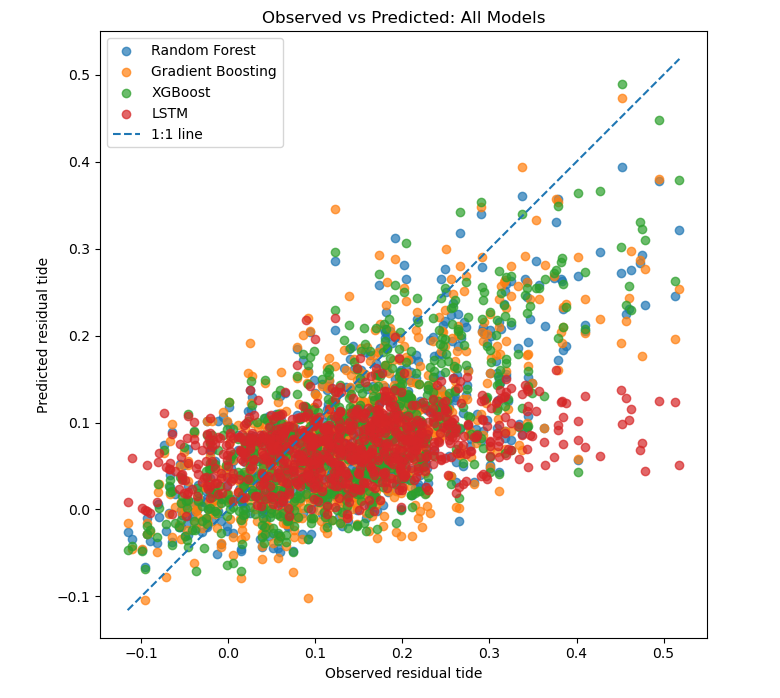 Observed vs Predicted: All Models
Random Forest
Gradient Boosting
XGBoost
LSTM
1:1 line
0.5
0.4
0.3
0.2
0.1
0.0
−0.1
Predicted residual tide
−0.1 0.0 0.1 0.2 0.3 0.4 0.5
Observed residual tide